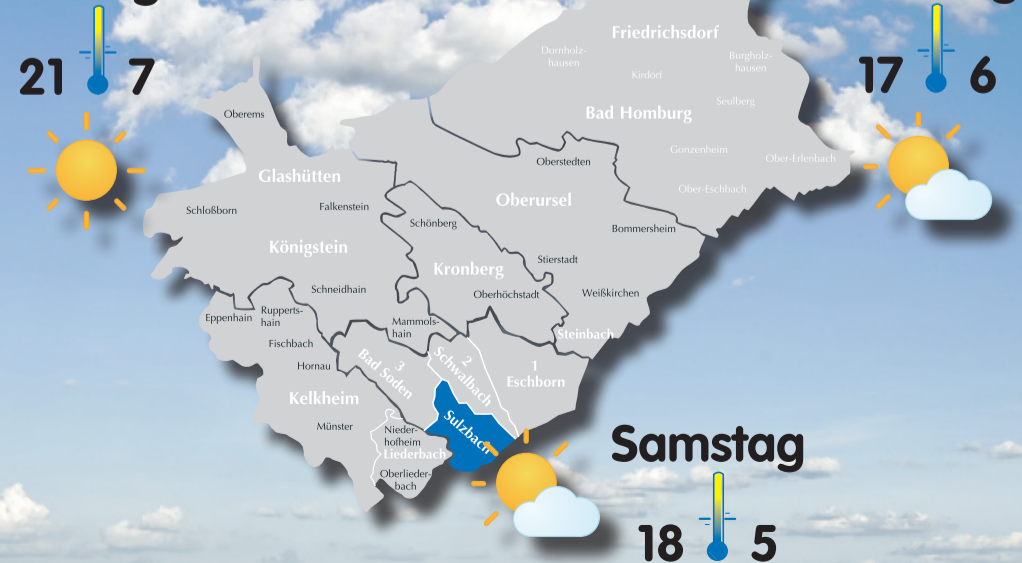 21 7
17 6
Friedrichsdorf
Dornholz-
hausen
Burgholz-
hausen
Kirdorf
Seulberg
Bad Homburg
Oberems
Gonzenheim
Ober-Erlenbach
Oberstedten
Glashütten
Ober-Eschbach
Oberursel
Falkenstein
Schloßborn
Schönberg
Bommersheim
Königstein
Stierstadt
Kronberg
Schneidhain
Oberhöchstadt
Weißkirchen
Eppenhain
Rupperts-
hain
Mammols-
hain
Steinbach
Fischbach
Hornau
3
Bad Soden
2
Schwalbach
1
Eschborn
Kelkheim
Münster
Sulzbach
Nieder-
hofheim
Liederbach
Oberlieder-
bach
Samstag
18 5